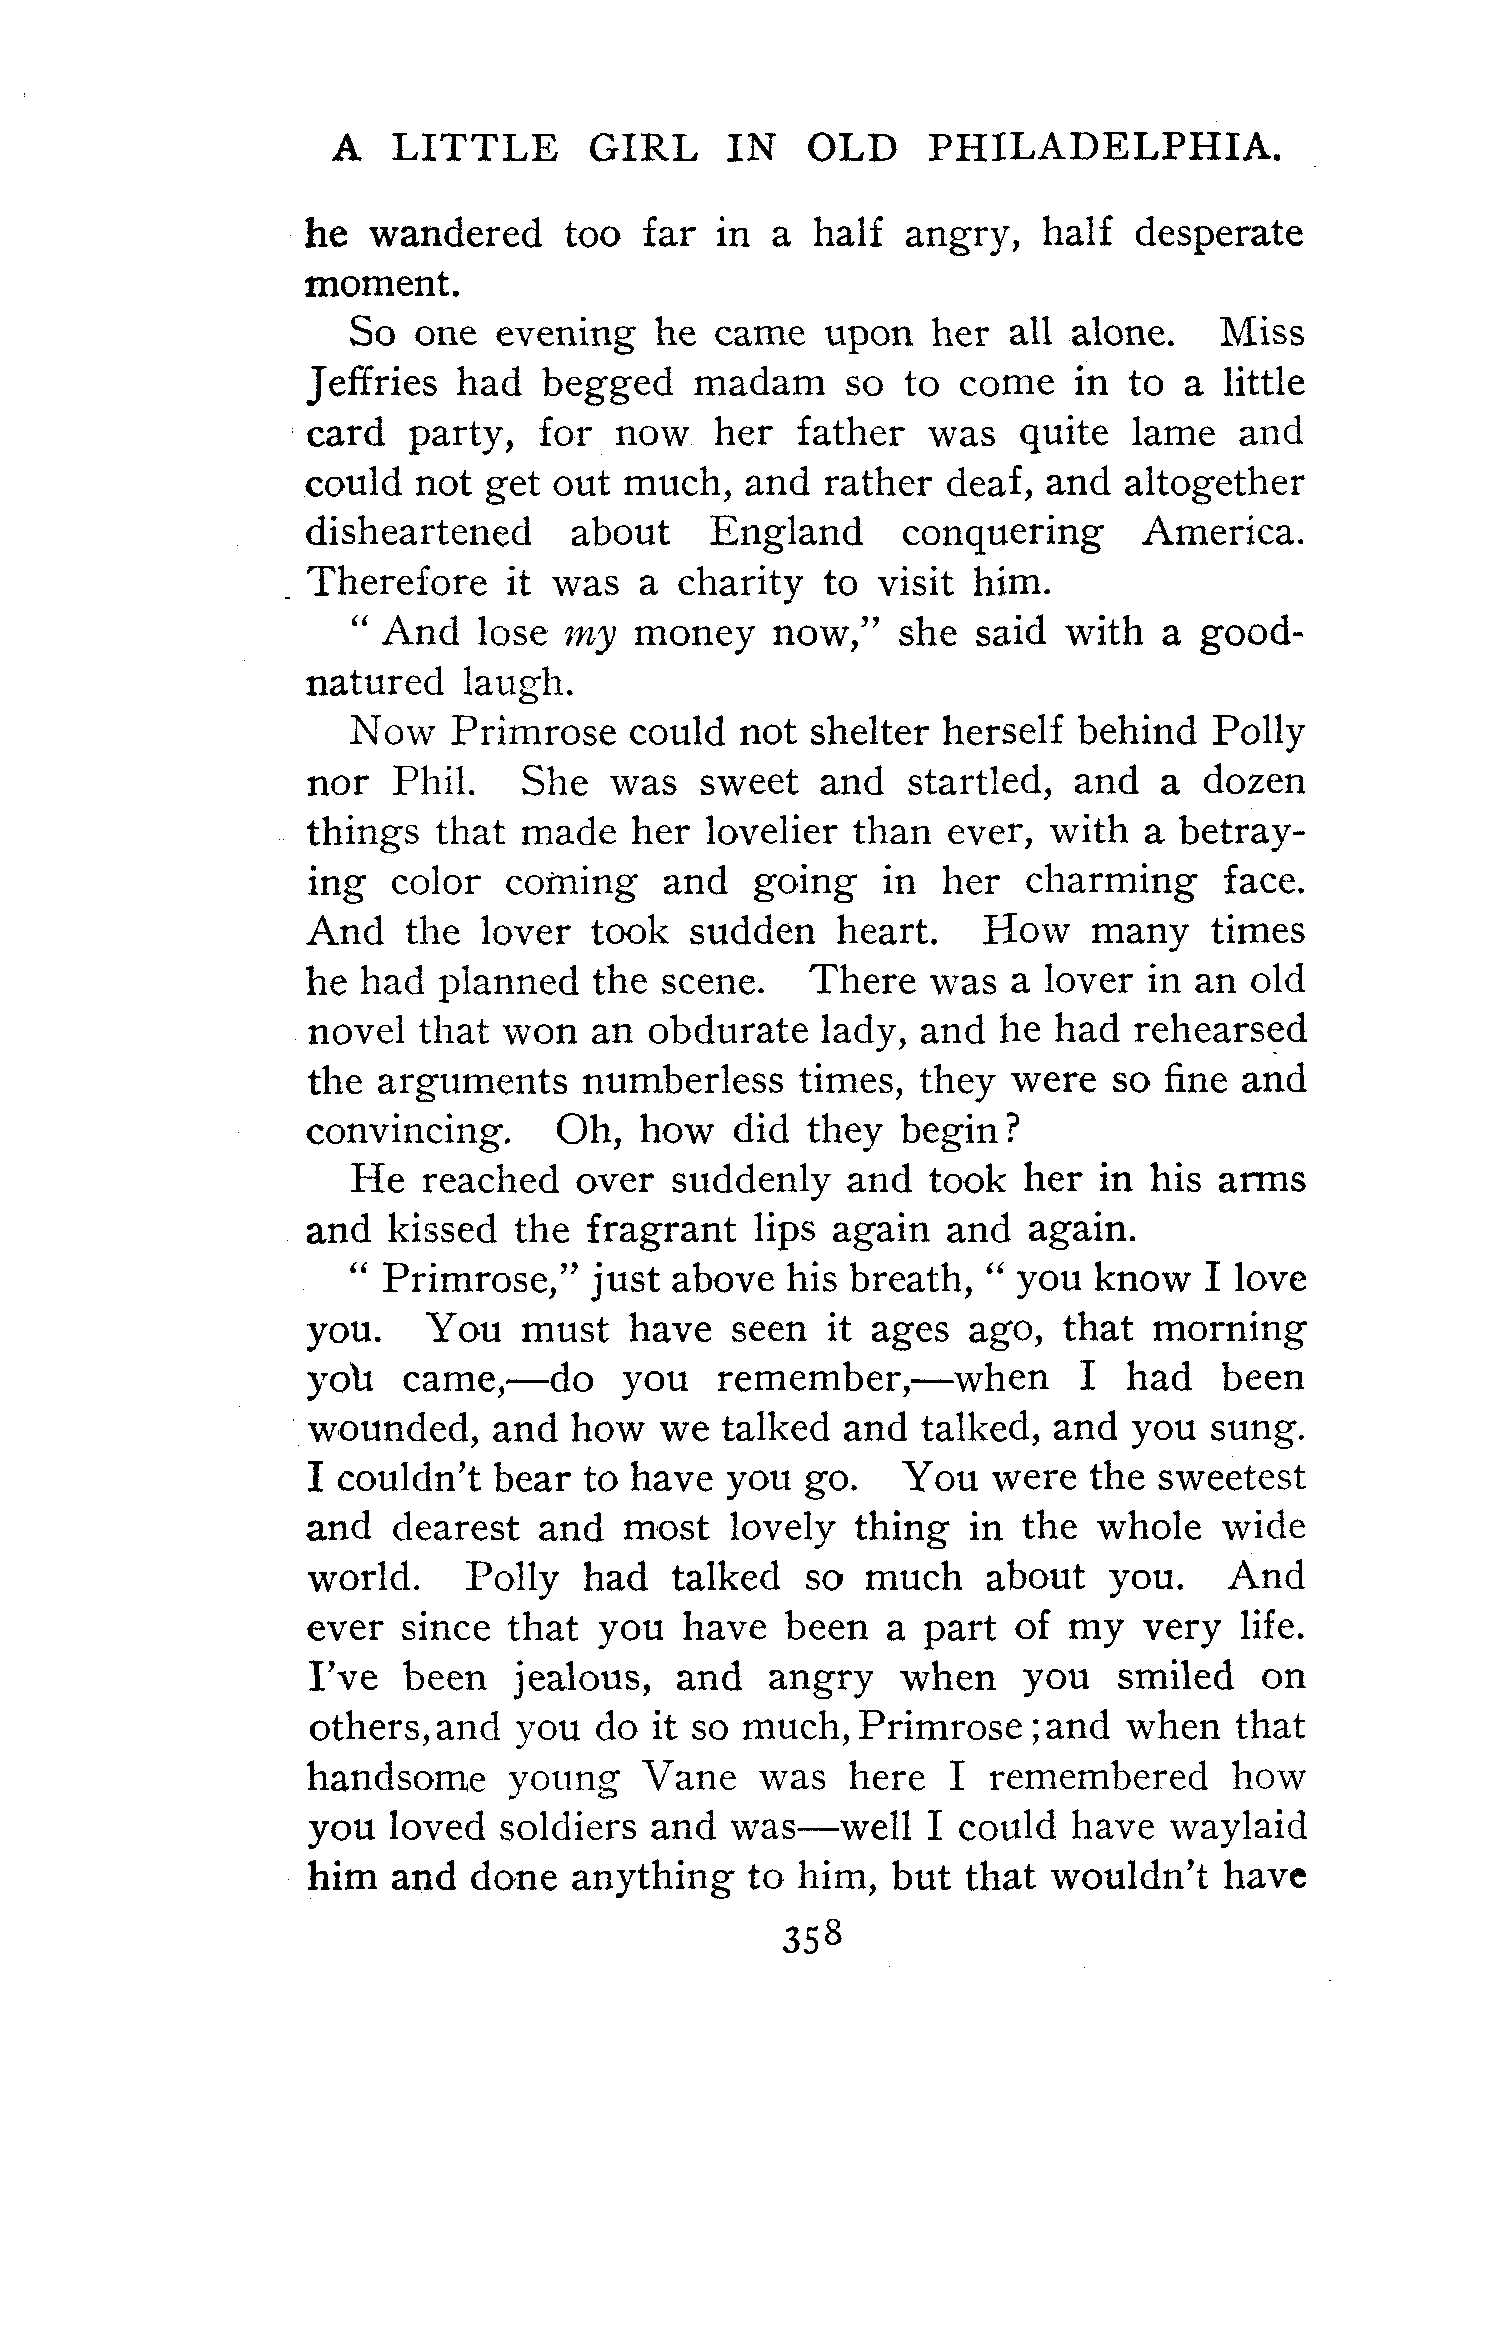 A LITTLE GIRL IN OLD PHILADELPHIA.
he wandered too far in a half angry, half desperate
moment.
So one evening he came upon her all alone. Miss
Jeffries had begged madam so to come in to a little
card party, for now her father was quite lame and
could not get out much, and rather deaf, and altogether
disheartened about England conquering America.
Therefore it was a charity to visit him.
“ And lose my money now,” she said with a good-
natured laugh.
Now Primrose could not shelter herself behind Polly
nor Phil. She was sweet and startled, and a dozen
things that made her lovelier than ever, with a betray-
ing color coming and going in her charming face.
And the lover took sudden heart. How many times
he had planned the scene. There was a lover in an old
novel that won an obdurate lady, and he had rehearsed
the arguments numberless times, they were so fine and
convincing. Oh, how did they begin?
He reached over suddenly and took her in his arms
and kissed the fragrant lips again and again.
“ Primrose,” just above his breath, “ you know I love
you. You must have seen it ages ago, that morning
you came,—do you remember,—when I had been
wounded, and how we talked and talked, and you sung.
I couldn’t bear to have you go. You were the sweetest
and dearest and most lovely thing in the whole wide
world. Polly had talked so much about you. And
ever since that you have been a part of my very life.
I’ve been jealous, and angry when you smiled on
others, and you do it so much, Primrose ; and when that
handsome young Vane was here I remembered how
you loved soldiers and was—well I could have waylaid
him and done anything to him, but that wouldn’t have
358